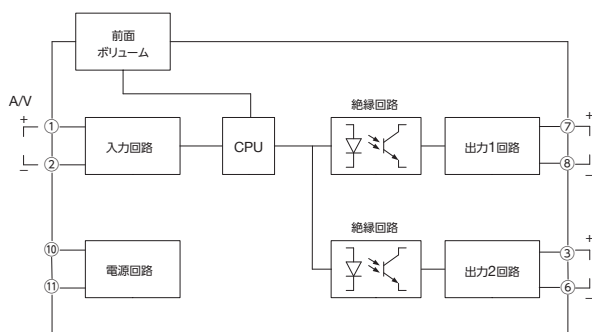 前面
ボリューム
A/V
+
①
入力回路
CPU
絶縁回路
出力1回路
⑦
+
②
−
⑧
−
絶縁回路
⑩
電源回路
出力2回路
③
+
⑪
⑥
−